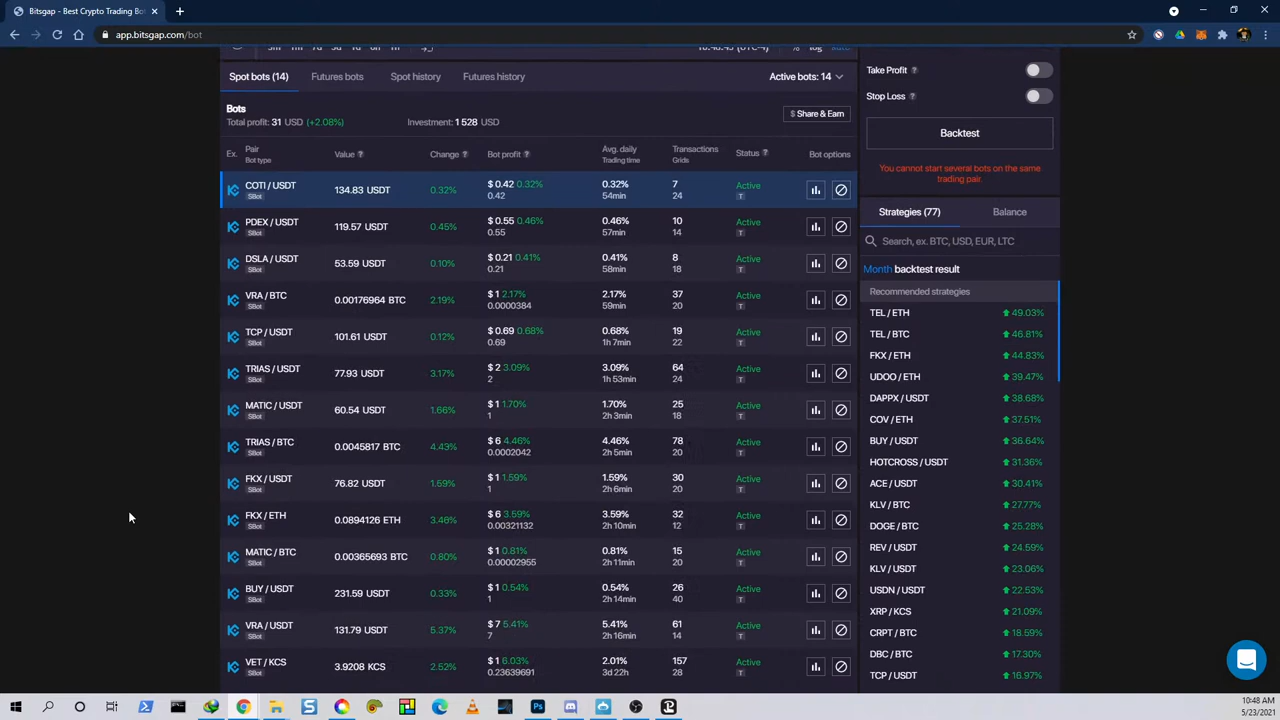 Bitsgap - Best Crypto Trading Bot
app.bitsgap.com/bot
Spot bots (14) Futures bots Spot history Futures history Active bots: 14
Bots
Total profit: 31 USD (+2.08%) Investment: 1 528 USD $ Share & Earn
Ex. Pair Value Change Bot profit Avg. daily Transactions Status Bot options
Bot type Trading time Grids
COTI / USDT 134.83 USDT 0.32% $ 0.42 0.32% 0.32% 7 Active
SBot 0.42 54min 24 T
PDEX / USDT 119.57 USDT 0.45% $ 0.55 0.46% 0.46% 10 Active
SBot 0.55 57min 14 T
DSLA / USDT 53.59 USDT 0.10% $ 0.21 0.41% 0.41% 8 Active
SBot 0.21 58min 18 T
VRA / BTC 0.00176964 BTC 2.19% $ 1 2.17% 2.17% 37 Active
SBot 0.0000384 59min 20 T
TCP / USDT 101.61 USDT 0.12% $ 0.69 0.68% 0.68% 19 Active
SBot 0.69 1h 7min 22 T
TRIAS / USDT 77.93 USDT 3.17% $ 2 3.09% 3.09% 64 Active
SBot 2 1h 53min 24 T
MATIC / USDT 60.54 USDT 1.66% $ 1 1.70% 1.70% 25 Active
SBot 1 2h 3min 18 T
TRIAS / BTC 0.0045817 BTC 4.43% $ 6 4.46% 4.46% 78 Active
SBot 0.0002042 2h 5min 20 T
FKX / USDT 76.82 USDT 1.59% $ 1 1.59% 1.59% 30 Active
SBot 1 2h 6min 20 T
FKX / ETH 0.0894126 ETH 3.46% $ 6 3.59% 3.59% 32 Active
SBot 0.00321132 2h 10min 12 T
MATIC / BTC 0.00365693 BTC 0.80% $ 1 0.81% 0.81% 15 Active
SBot 0.00002955 2h 11min 20 T
BUY / USDT 231.59 USDT 0.33% $ 1 0.54% 0.54% 26 Active
SBot 1 2h 14min 40 T
VRA / USDT 131.79 USDT 5.37% $ 7 5.41% 5.41% 61 Active
SBot 7 2h 16min 14 T
VET / KCS 3.9208 KCS 2.52% $ 1 6.03% 2.01% 157 Active
SBot 0.23639691 3d 22h 28 T
Take Profit
Stop Loss
Backtest
You cannot start several bots on the same
trading pair.
Strategies (77) Balance
Search, ex. BTC, USD, EUR, LTC
Month backtest result
Recommended strategies
TEL / ETH 49.03%
TEL / BTC 46.81%
FKX / ETH 44.83%
UDOO / ETH 39.47%
DAPPX / USDT 38.68%
COV / ETH 37.51%
BUY / USDT 36.64%
HOTCROSS / USDT 31.36%
ACE / USDT 30.41%
KLV / BTC 27.77%
DOGE / BTC 25.28%
REV / USDT 24.59%
KLV / USDT 23.06%
USDN / USDT 22.53%
XRP / KCS 21.09%
CRPT / BTC 18.59%
DBC / BTC 17.30%
TCP / USDT 16.97%
10:48 AM
5/23/2021